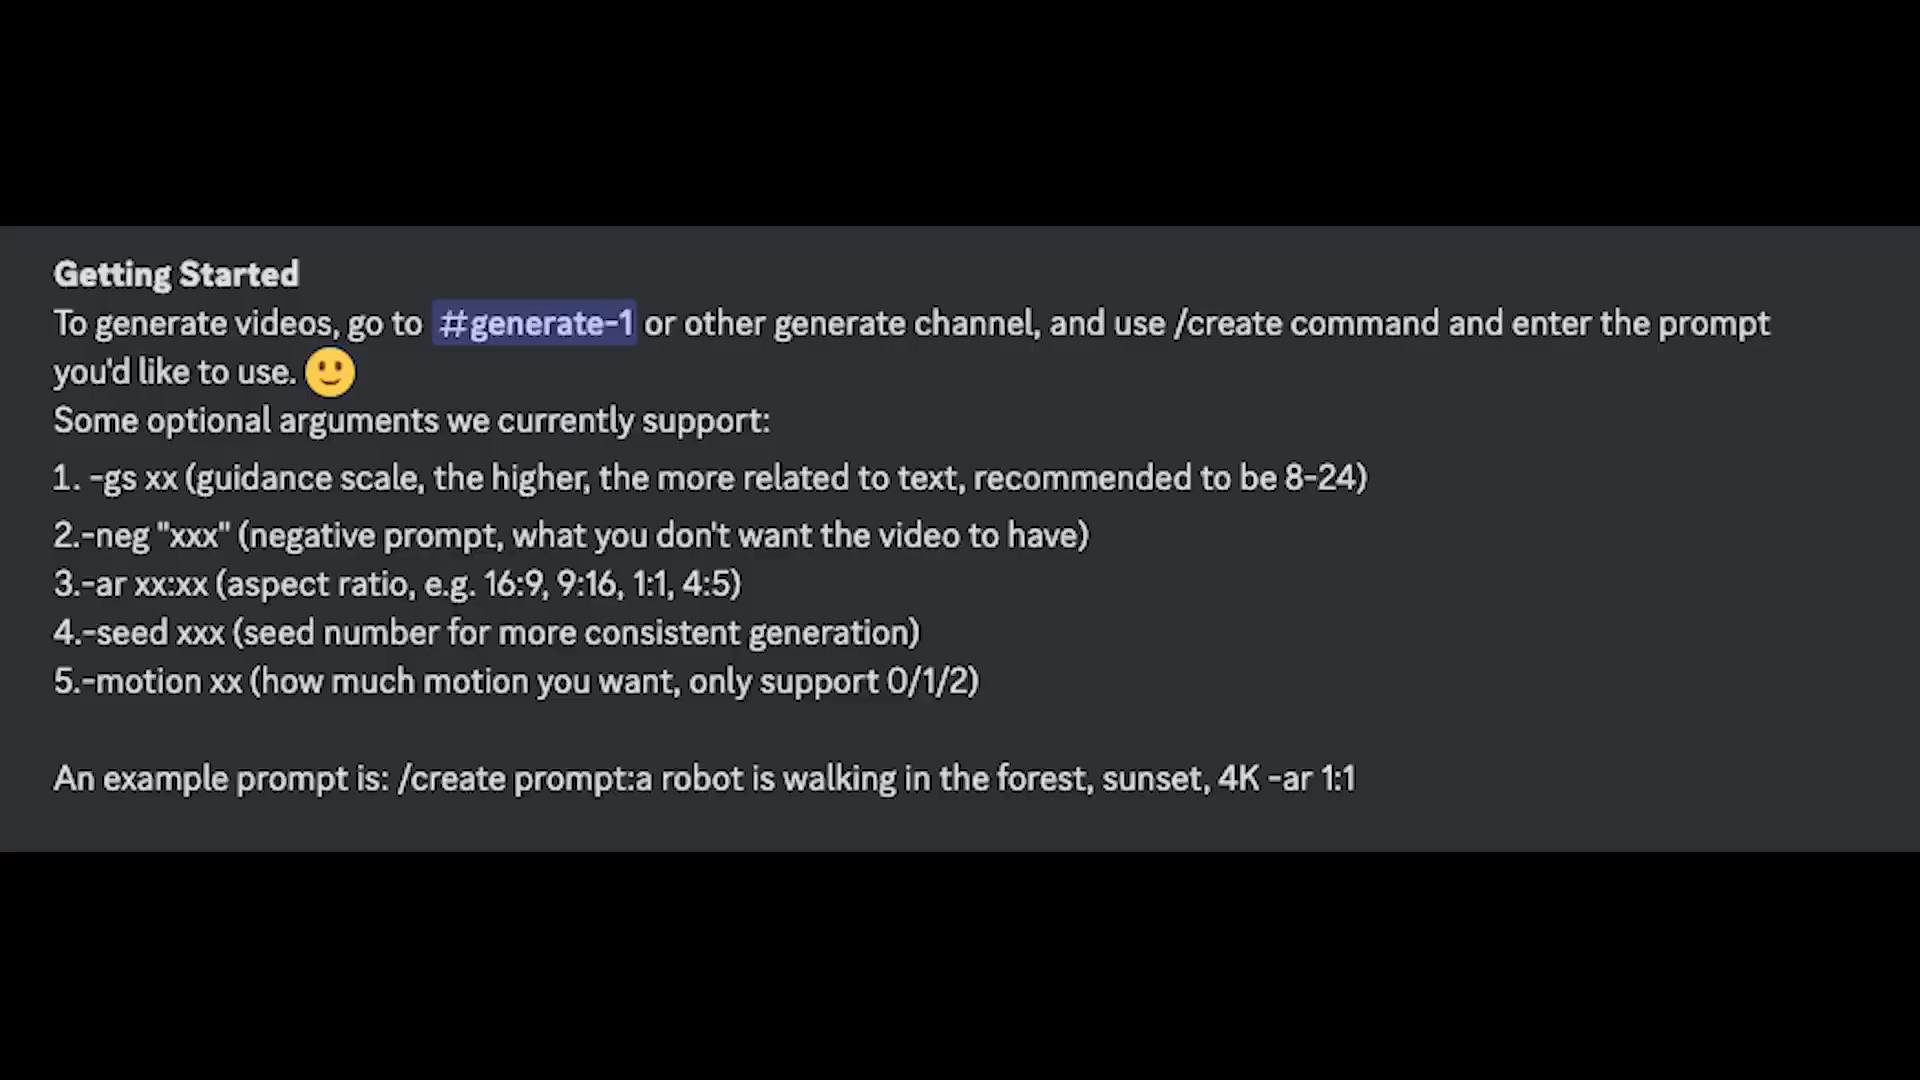 Getting Started
To generate videos, go to #generate-1 or other generate channel, and use /create command and enter the prompt
you'd like to use. 🙂
Some optional arguments we currently support:
1. -gs xx (guidance scale, the higher, the more related to text, recommended to be 8-24)
2.-neg "xxx" (negative prompt, what you don't want the video to have)
3.-ar xx:xx (aspect ratio, e.g. 16:9, 9:16, 1:1, 4:5)
4.-seed xxx (seed number for more consistent generation)
5.-motion xx (how much motion you want, only support 0/1/2)
An example prompt is: /create prompt:a robot is walking in the forest, sunset, 4K -ar 1:1